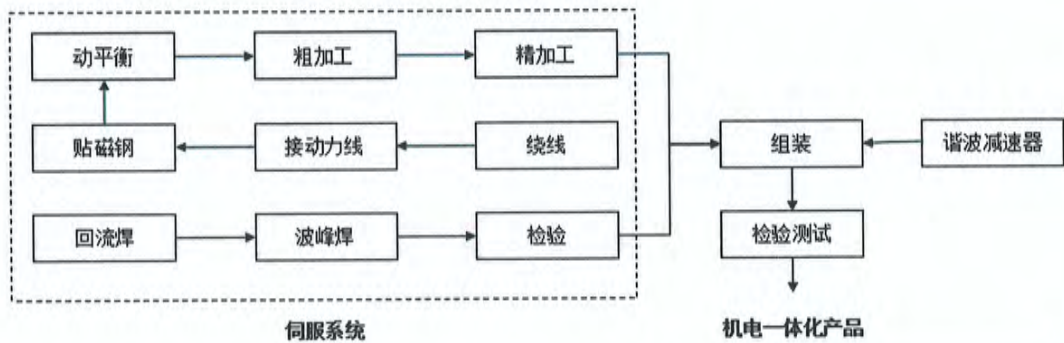 动平衡
粗加工
精加工
贴磁钢
接动力线
绕线
组装
谐波减速器
回流焊
波峰焊
检验
检验测试
伺服系统
机电一体化产品